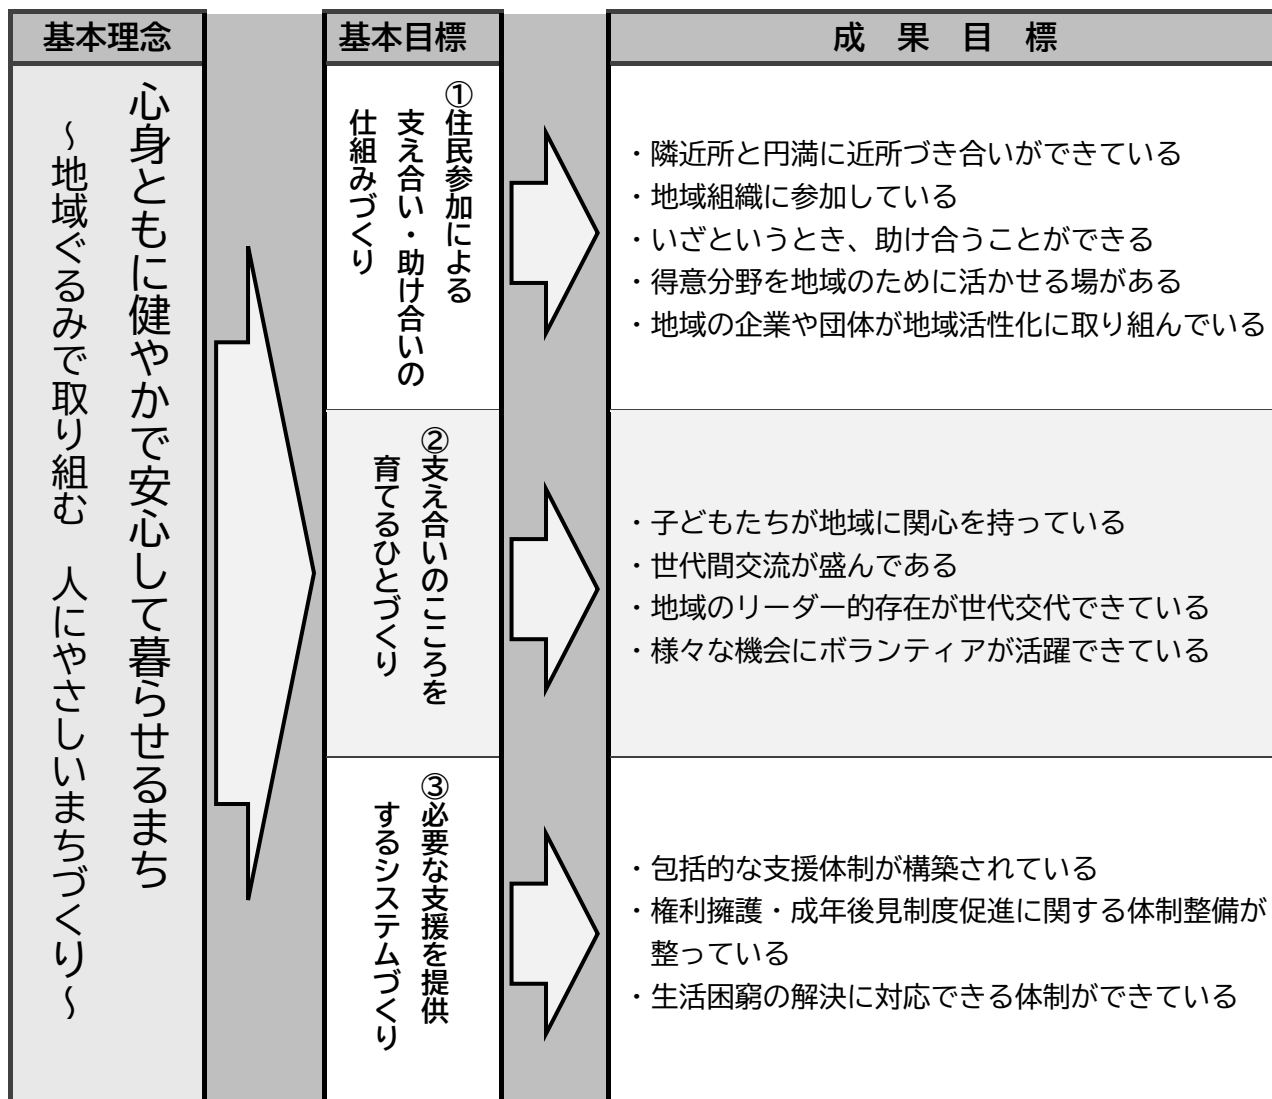 基本理念
心身ともに健やかで安心して暮らせるまち
～地域ぐるみで取り組む　人にやさしいまちづくり～
基本目標
成　果　目　標
①住民参加による
支え合い・助け合いの
仕組みづくり
・隣近所と円満に近所づき合いができている
・地域組織に参加している
・いざというとき、助け合うことができる
・得意分野を地域のために活かせる場がある
・地域の企業や団体が地域活性化に取り組んでいる
②支え合いのこころを
育てるひとづくり
・子どもたちが地域に関心を持っている
・世代間交流が盛んである
・地域のリーダー的存在が世代交代できている
・様々な機会にボランティアが活躍できている
③必要な支援を提供
するシステムづくり
・包括的な支援体制が構築されている
・権利擁護・成年後見制度促進に関する体制整備が
整っている
・生活困窮の解決に対応できる体制ができている